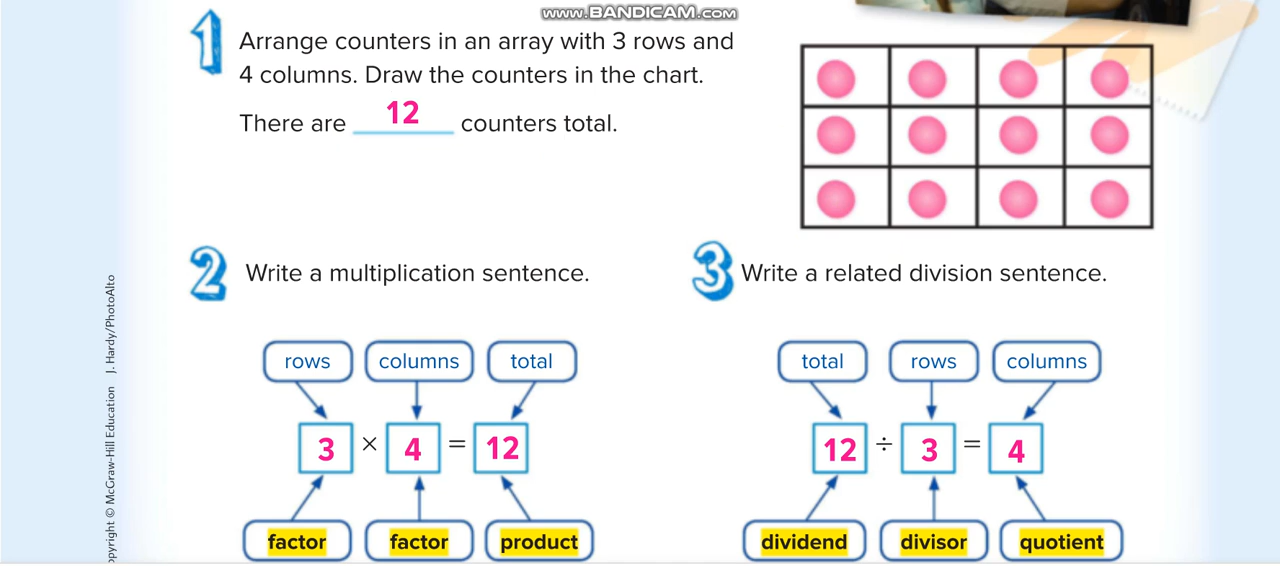 www.BANDICAM.com
1
Arrange counters in an array with 3 rows and
4 columns. Draw the counters in the chart.
There are 12 counters total.
2 Write a multiplication sentence.
rows columns total
3 × 4 = 12
factor factor product
3 Write a related division sentence.
total rows columns
12 ÷ 3 = 4
dividend divisor quotient
opyright © McGraw-Hill Education J. Hardy/PhotoAlto